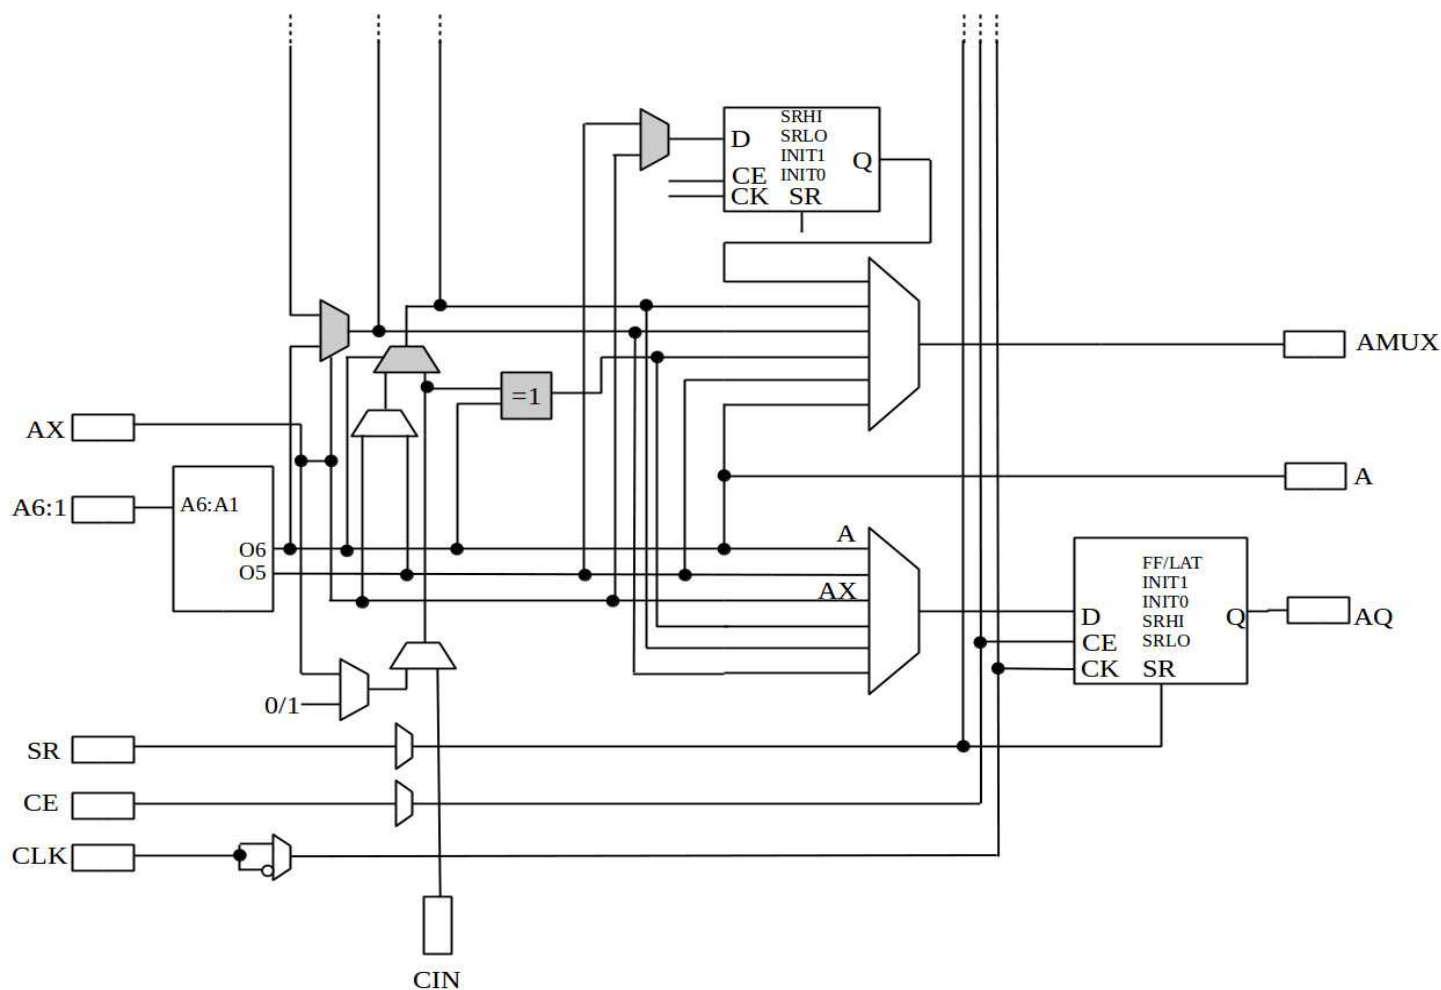 SRHI
D SRLO
INIT1 Q
CE INIT0
CK SR
AMUX
=1
AX
A
A6:1 A6:A1
O6 A
O5
AX
FF/LAT
INIT1
INIT0
D SRHI Q AQ
CE SRLO
CK SR
0/1
SR
CE
CLK
CIN